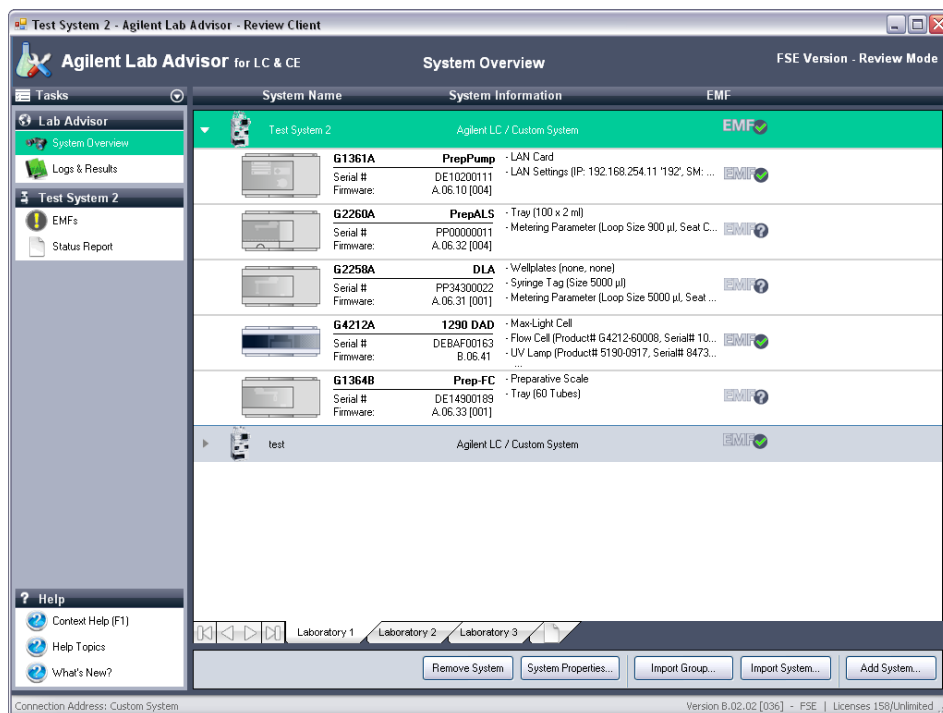 Test System 2 - Agilent Lab Advisor - Review Client
Agilent Lab Advisor for LC & CE
System Overview
FSE Version - Review Mode
Tasks
System Name System Information EMF
Lab Advisor
System Overview
Logs & Results
Test System 2
EMFs
Status Report
Test System 2 Agilent LC / Custom System EMF
G1361A PrepPump
Serial # DE10200111
Firmware: A.06.10 [004]
- LAN Card
- LAN Settings (IP: 192.168.254.11 '192', SM: ...
EMF
G2260A PrepALS
Serial # PP00000011
Firmware: A.06.32 [004]
- Tray (100 x 2 ml)
- Metering Parameter (Loop Size 900 µl, Seat C...
EMF?
G2258A DLA
Serial # PP34300022
Firmware: A.06.31 [001]
- Wellplates (none, none)
- Syringe Tag (Size 5000 µl)
- Metering Parameter (Loop Size 5000 µl, Seat ...
EMF?
G4212A 1290 DAD
Serial # DEBAF00163
Firmware: B.06.41
- Max-Light Cell
- Flow Cell (Product# G4212-60008, Serial# 10...
- UV Lamp (Product# 5190-0917, Serial# 8473...
...
EMF
G1364B Prep-FC
Serial # DE14900189
Firmware: A.06.33 [001]
- Preparative Scale
- Tray (60 Tubes)
EMF?
test Agilent LC / Custom System EMF
? Help
Context Help (F1)
Help Topics
What's New?
Laboratory 1 Laboratory 2 Laboratory 3
Remove System System Properties... Import Group... Import System... Add System...
Connection Address: Custom System
Version B.02.02 [036] - FSE | Licenses 158/Unlimited